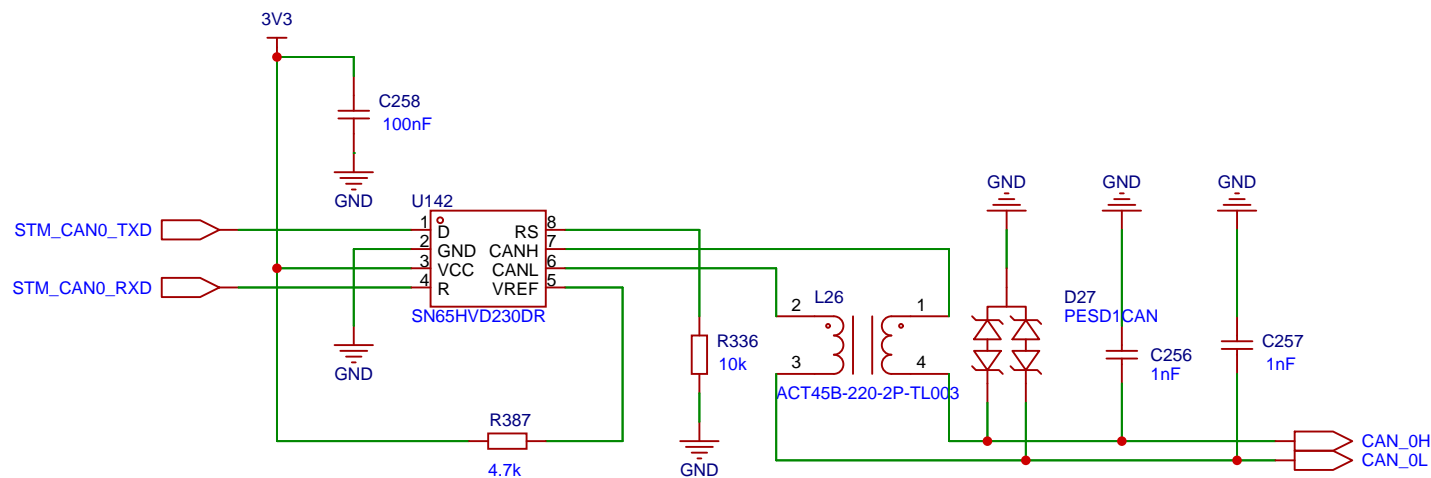 3V3
C258
100nF
GND
U142
STM_CAN0_TXD
STM_CAN0_RXD
1
2
3
4
D
GND
VCC
R
RS
CANH
CANL
VREF
8
7
6
5
SN65HVD230DR
GND
R387
4.7k
R336
10k
GND
L26
2
3
1
4
ACT45B-220-2P-TL003
GND
D27
PESD1CAN
GND
C256
1nF
GND
C257
1nF
CAN_0H
CAN_0L